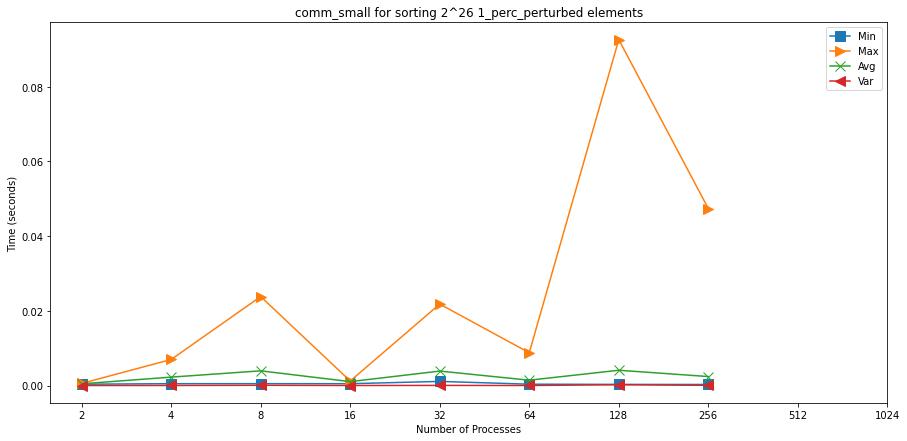 comm_small for sorting 2^26 1_perc_perturbed elements
Min
Max
Avg
Var
Time (seconds)
0.08
0.06
0.04
0.02
0.00
2 4 8 16 32 64 128 256 512 1024
Number of Processes